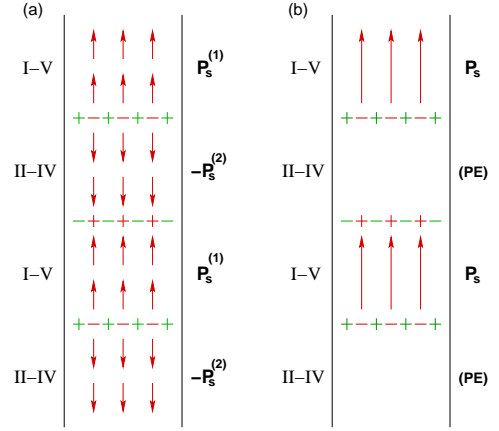 (a)
I–V
P_s^(1)
+ − + − + − +
II–IV
−P_s^(2)
− + − + − + −
I–V
P_s^(1)
+ − + − + − +
II–IV
−P_s^(2)
(b)
I–V
P_s
+ − + − + − +
II–IV
(PE)
− + − + − + −
I–V
P_s
+ − + − + − +
II–IV
(PE)